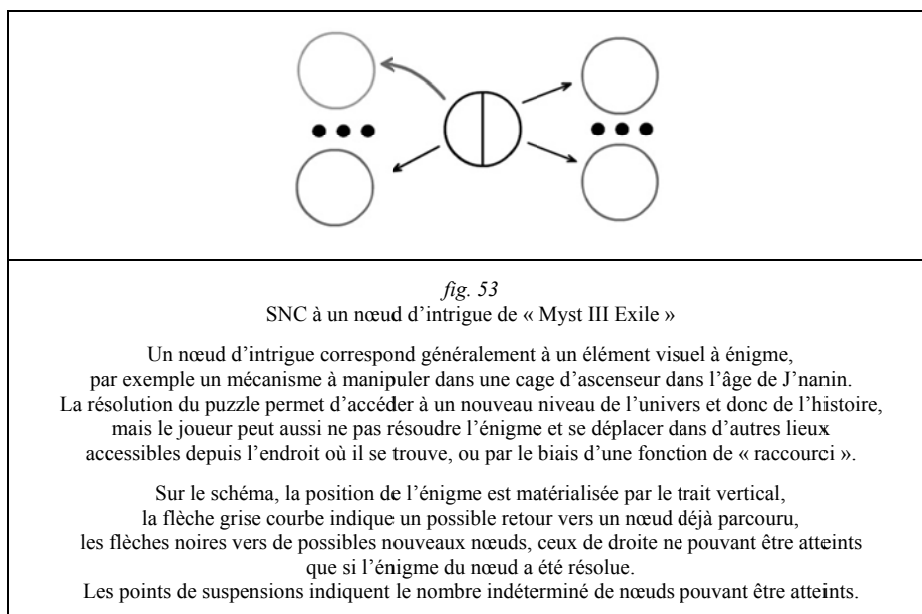 fig. 53
SNC à un nœud d’intrigue de « Myst III Exile »
Un nœud d’intrigue correspond généralement à un élément visuel à énigme,
par exemple un mécanisme à manipuler dans une cage d’ascenseur dans l’âge de J’nanin.
La résolution du puzzle permet d’accéder à un nouveau niveau de l’univers et donc de l’histoire,
mais le joueur peut aussi ne pas résoudre l’énigme et se déplacer dans d’autres lieux
accessibles depuis l’endroit où il se trouve, ou par le biais d’une fonction de « raccourci ».
Sur le schéma, la position de l’énigme est matérialisée par le trait vertical,
la flèche grise courbe indique un possible retour vers un nœud déjà parcouru,
les flèches noires vers de possibles nouveaux nœuds, ceux de droite ne pouvant être atteints
que si l’énigme du nœud a été résolue.
Les points de suspensions indiquent le nombre indéterminé de nœuds pouvant être atteints.